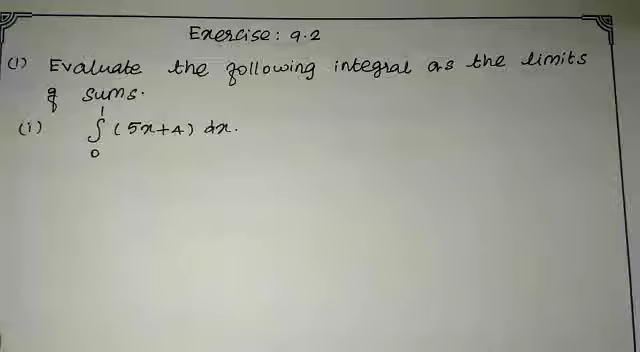 Exercise: 9.2
(1) Evaluate the following integral as the limits
of sums.
(i) ∫₀¹ (5x+4) dx.